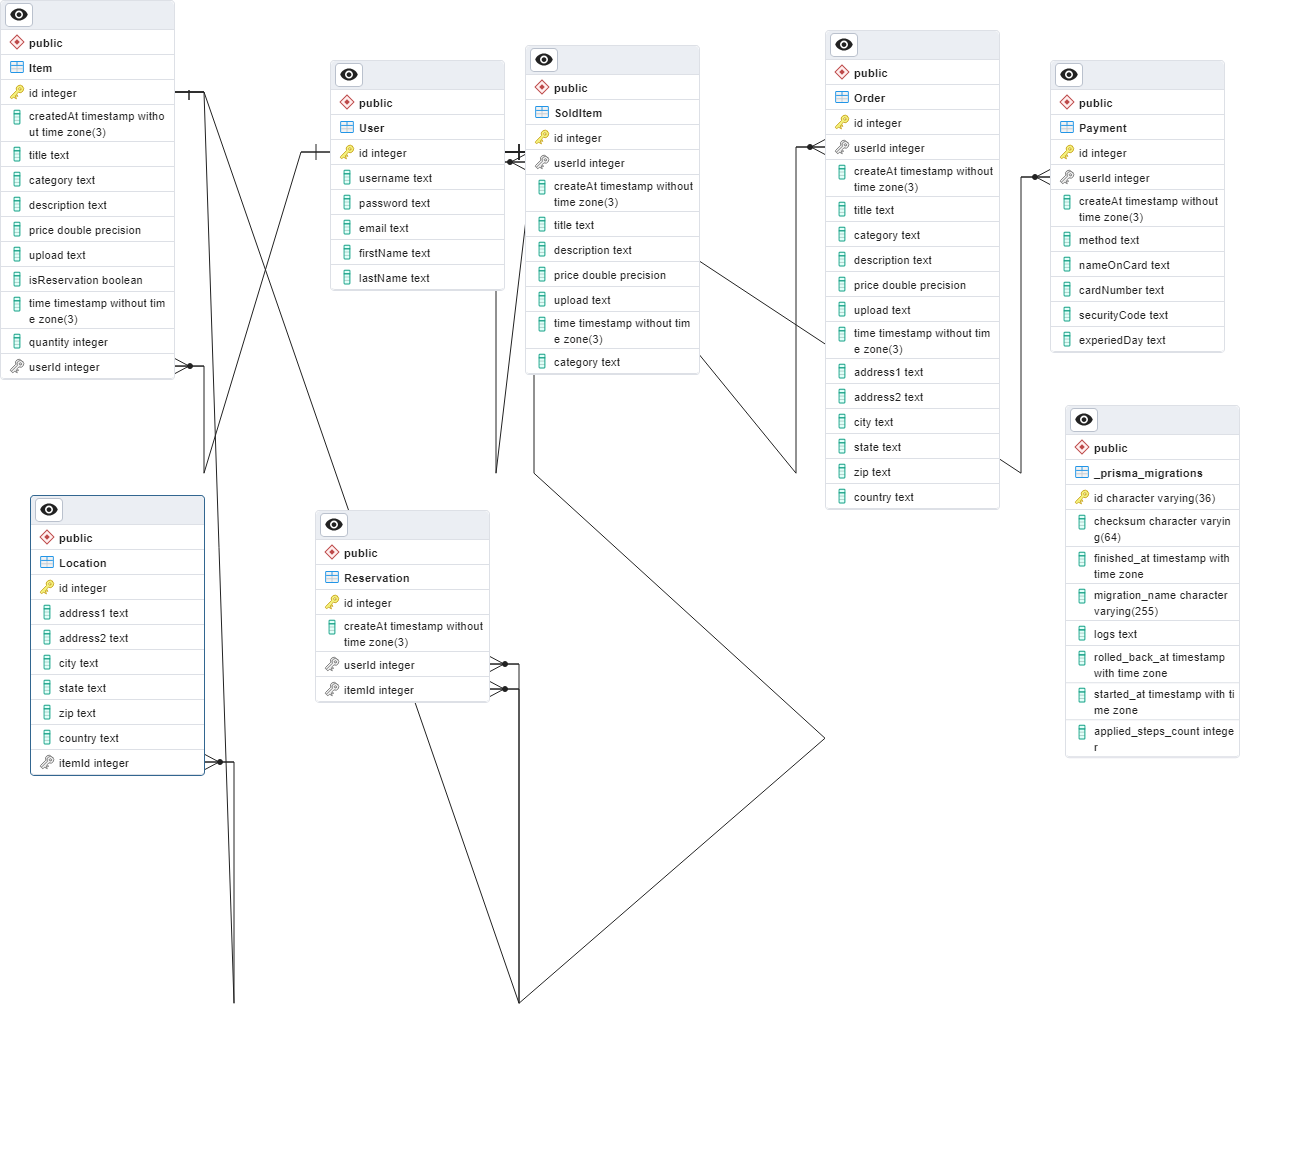 public
Item
id integer
createdAt timestamp witho
ut time zone(3)
title text
category text
description text
price double precision
upload text
isReservation boolean
time timestamp without tim
e zone(3)
quantity integer
userId integer
public
User
id integer
username text
password text
email text
firstName text
lastName text
public
SoldItem
id integer
userId integer
createAt timestamp without
time zone(3)
title text
description text
price double precision
upload text
time timestamp without tim
e zone(3)
category text
public
Order
id integer
userId integer
createAt timestamp without
time zone(3)
title text
category text
description text
price double precision
upload text
time timestamp without tim
e zone(3)
address1 text
address2 text
city text
state text
zip text
country text
public
Payment
id integer
userId integer
createAt timestamp without
time zone(3)
method text
nameOnCard text
cardNumber text
securityCode text
experiedDay text
public
Location
id integer
address1 text
address2 text
city text
state text
zip text
country text
itemId integer
public
Reservation
id integer
createAt timestamp without
time zone(3)
userId integer
itemId integer
public
_prisma_migrations
id character varying(36)
checksum character varyin
g(64)
finished_at timestamp with
time zone
migration_name character
varying(255)
logs text
rolled_back_at timestamp
with time zone
started_at timestamp with ti
me zone
applied_steps_count intege
r